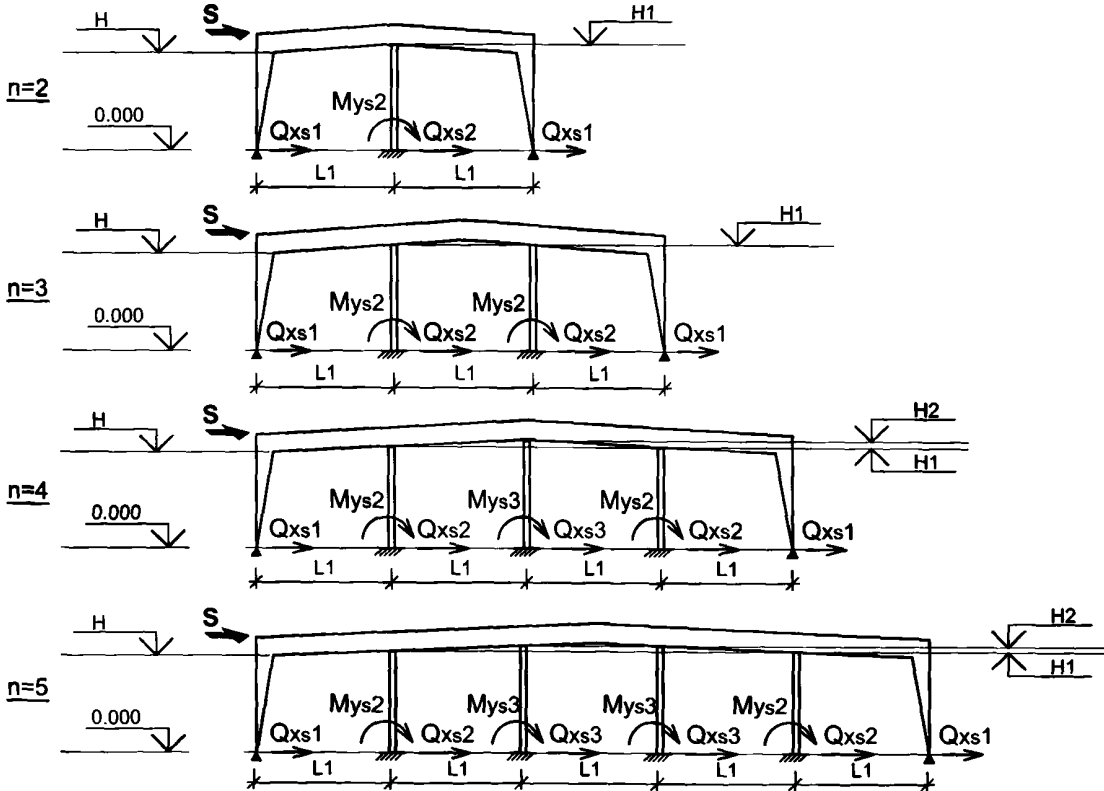 H S H1
n=2
0.000 Mys2
Qxs1 Qxs2 Qxs1
L1 L1
H S H1
n=3
0.000 Mys2 Mys2
Qxs1 Qxs2 Qxs2 Qxs1
L1 L1 L1
H S H2
H1
n=4
0.000 Mys2 Mys3 Mys2
Qxs1 Qxs2 Qxs3 Qxs2 Qxs1
L1 L1 L1 L1
H S H2
H1
n=5
0.000 Mys2 Mys3 Mys3 Mys2
Qxs1 Qxs2 Qxs3 Qxs3 Qxs2 Qxs1
L1 L1 L1 L1 L1